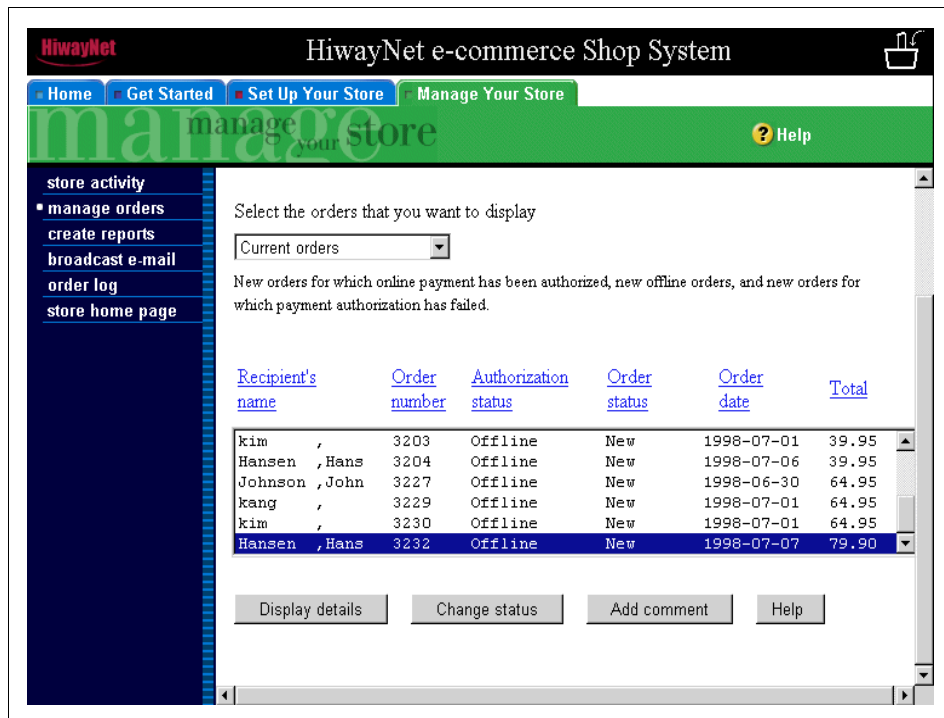 HiwayNet
HiwayNet e-commerce Shop System
Home
Get Started
Set Up Your Store
Manage Your Store
manage
manage your store
Help
store activity
manage orders
create reports
broadcast e-mail
order log
store home page
Select the orders that you want to display
Current orders
New orders for which online payment has been authorized, new offline orders, and new orders for
which payment authorization has failed.
Recipient's name
Order number
Authorization status
Order status
Order date
Total
kim , 3203 Offline New 1998-07-01 39.95
Hansen ,Hans 3204 Offline New 1998-07-06 39.95
Johnson ,John 3227 Offline New 1998-06-30 64.95
kang , 3229 Offline New 1998-07-01 64.95
kim , 3230 Offline New 1998-07-01 64.95
Hansen ,Hans 3232 Offline New 1998-07-07 79.90
Display details
Change status
Add comment
Help